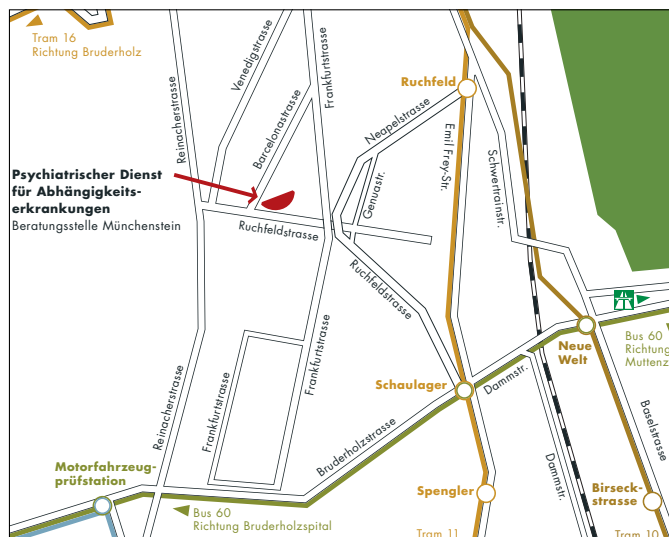 Tram 16
Richtung Bruderholz
Reinacherstrasse
Venedigstrasse
Barcelonastrasse
Frankfurtstrasse
Ruchfeld
Neapelstrasse
Genuastr.
Emil Frey-Str.
Schwertrainstr.
Psychiatrischer Dienst
für Abhängigkeits-
erkrankungen
Beratungsstelle Münchenstein
Ruchfeldstrasse
Ruchfeldstrasse
Frankfurtstrasse
Frankfurtstrasse
Reinacherstrasse
Neue
Welt
Bus 60
Richtung
Muttenz
Schaulager
Dammstr.
Bruderholzstrasse
Baselstrasse
Dammstr.
Motorfahrzeug-
prüfstation
Spengler
Birseck-
strasse
Bus 60
Richtung Bruderholzspital
Tram 11
Tram 10